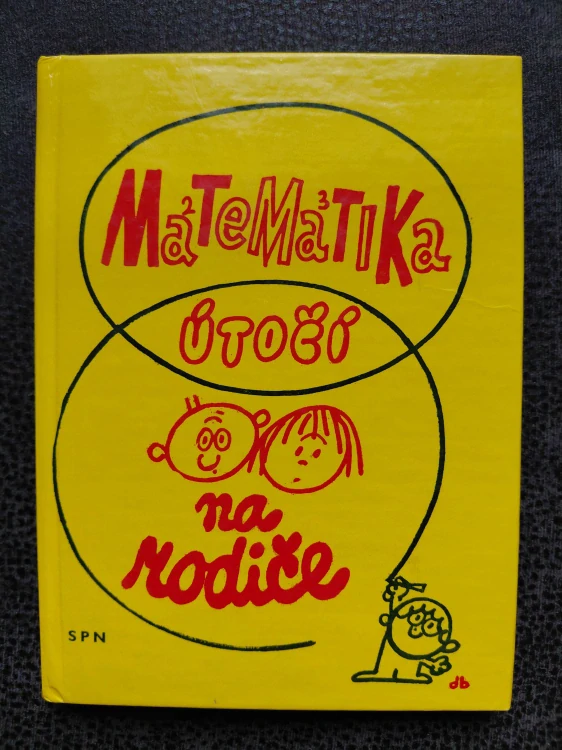 Matematika
útočí
na
rodiče
SPN
db